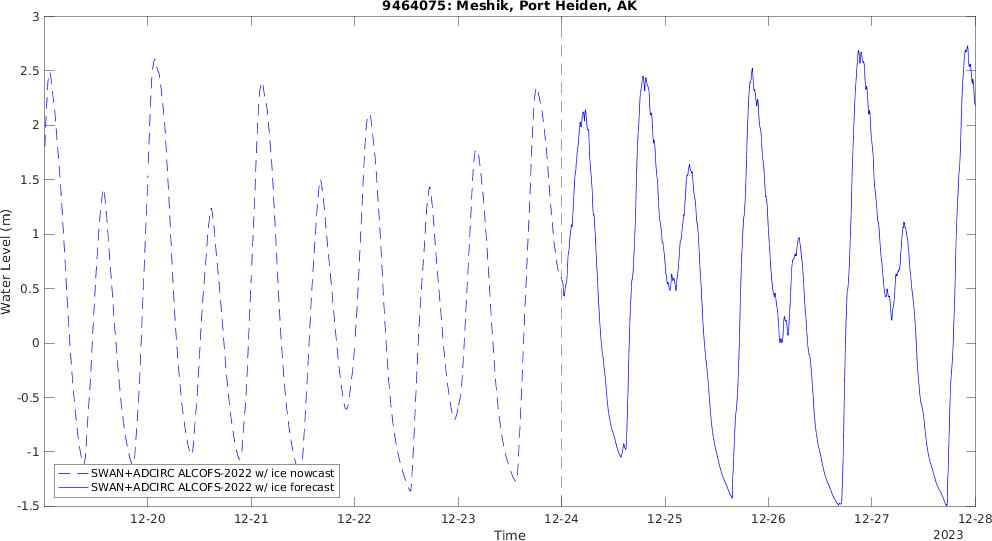 9464075: Meshik, Port Heiden, AK
3
2.5
2
1.5
1
0.5
0
-0.5
-1
-1.5
Water Level (m)
SWAN+ADCIRC ALCOFS-2022 w/ ice nowcast
SWAN+ADCIRC ALCOFS-2022 w/ ice forecast
12-20 12-21 12-22 12-23 12-24 12-25 12-26 12-27 12-28
Time
2023